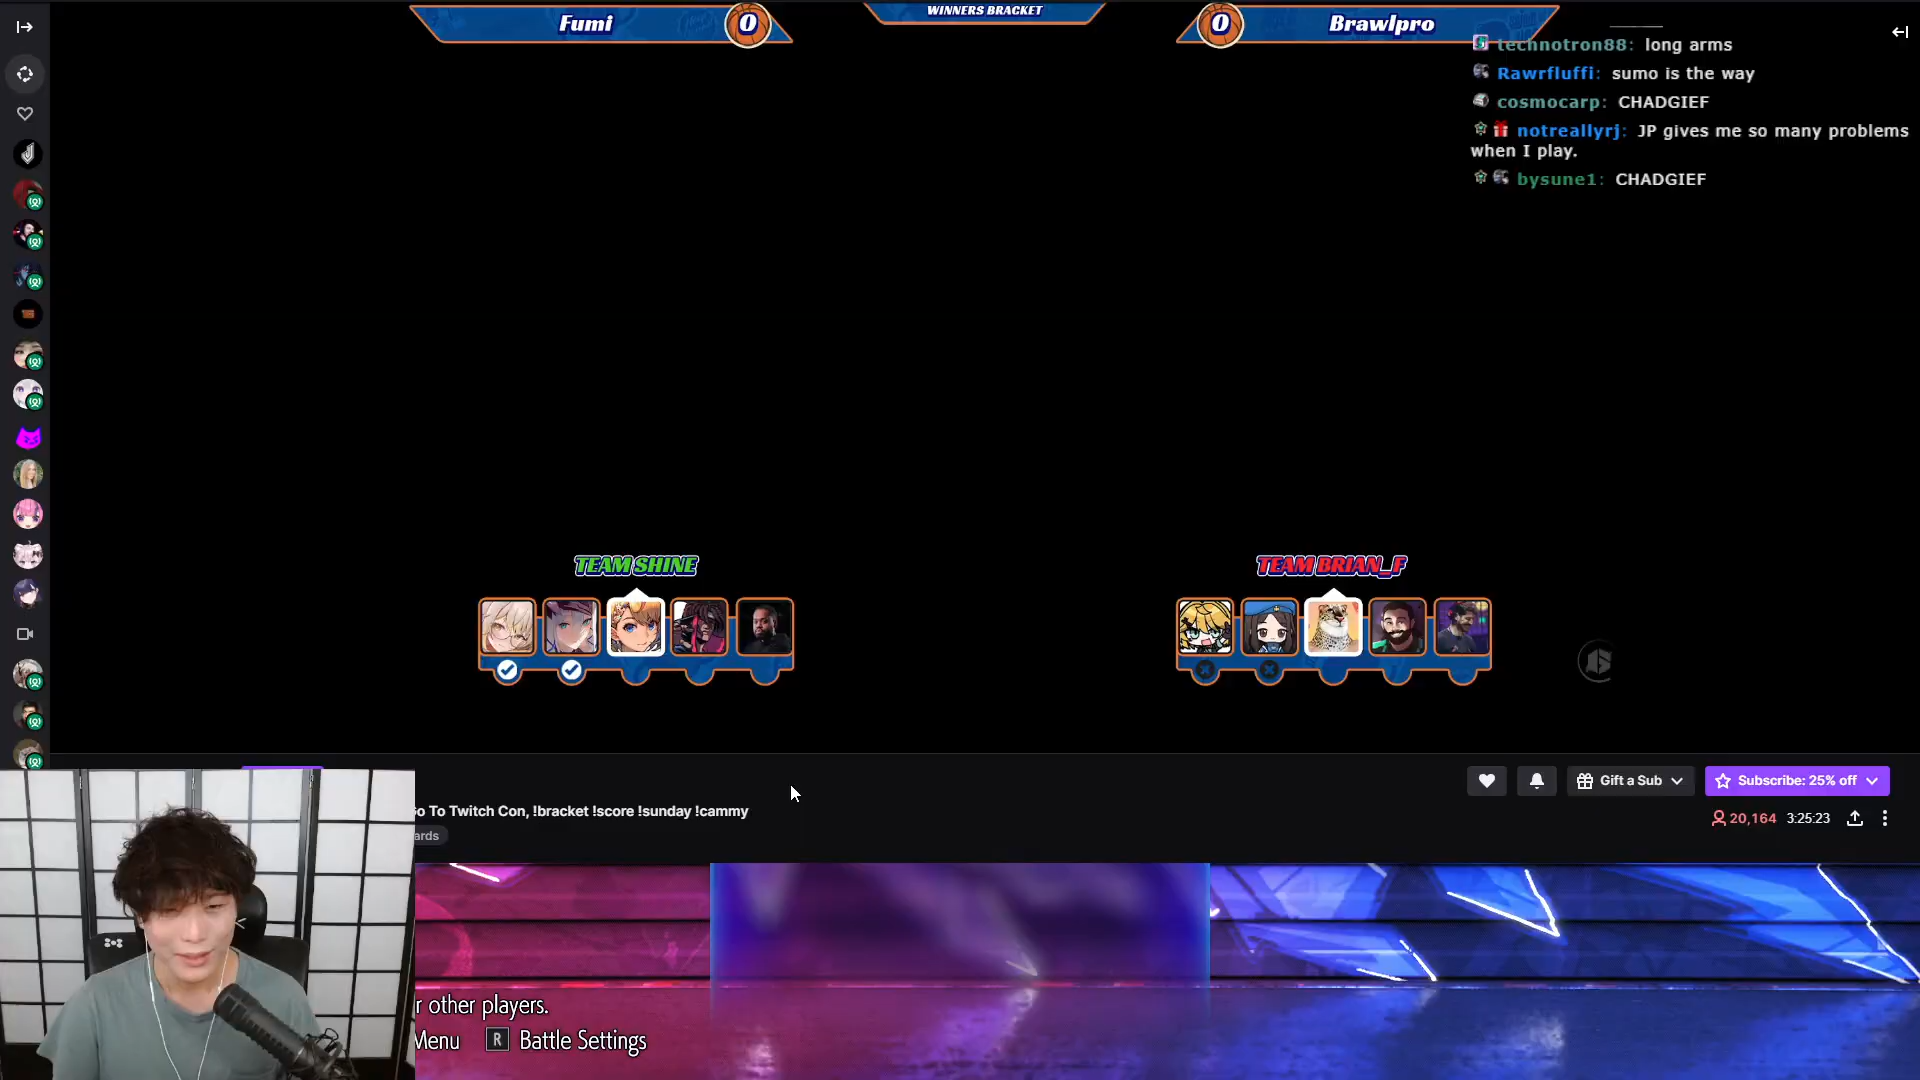 Fumi
0
WINNERS BRACKET
0
Brawlpro
technotron88: long arms
Rawrfluffi: sumo is the way
cosmocarp: CHADGIEF
notreallyrj: JP gives me so many problems
when I play.
bysune1: CHADGIEF
TEAM SHINE
TEAM BRIAN_F
Gift a Sub
Subscribe: 25% off
Go To Twitch Con, !bracket !score !sunday !cammy
ards
20,164 3:25:23
r other players.
Menu R Battle Settings